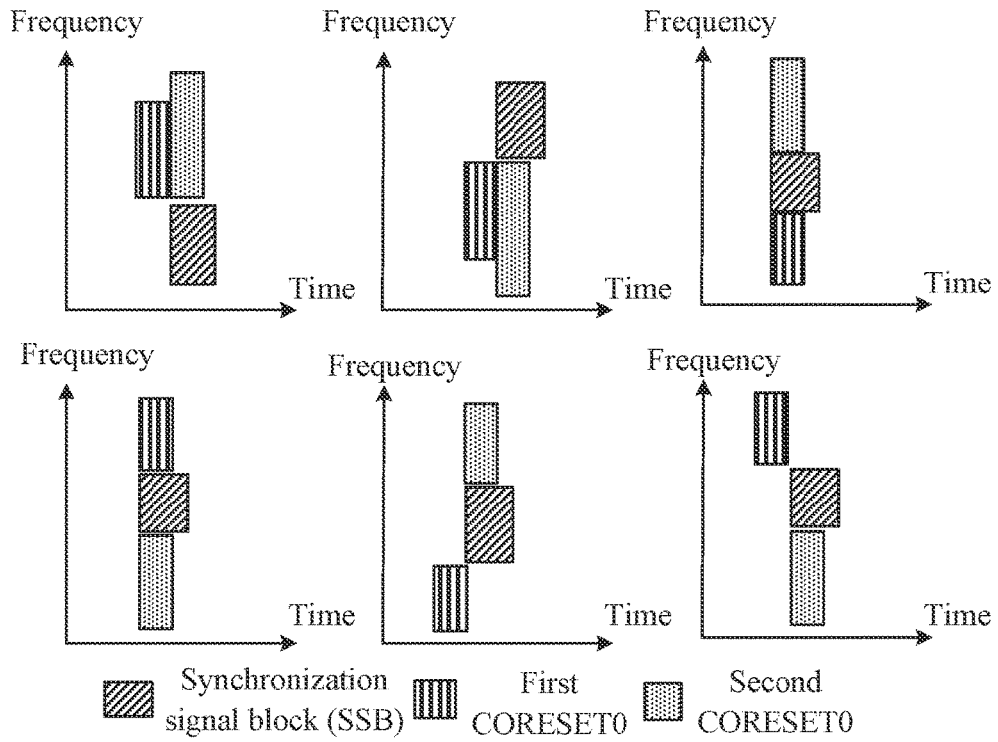 Frequency
Frequency
Frequency
Time
Time
Time
Frequency
Frequency
Frequency
Time
Time
Time
Synchronization
signal block (SSB)
First
CORESET0
Second
CORESET0